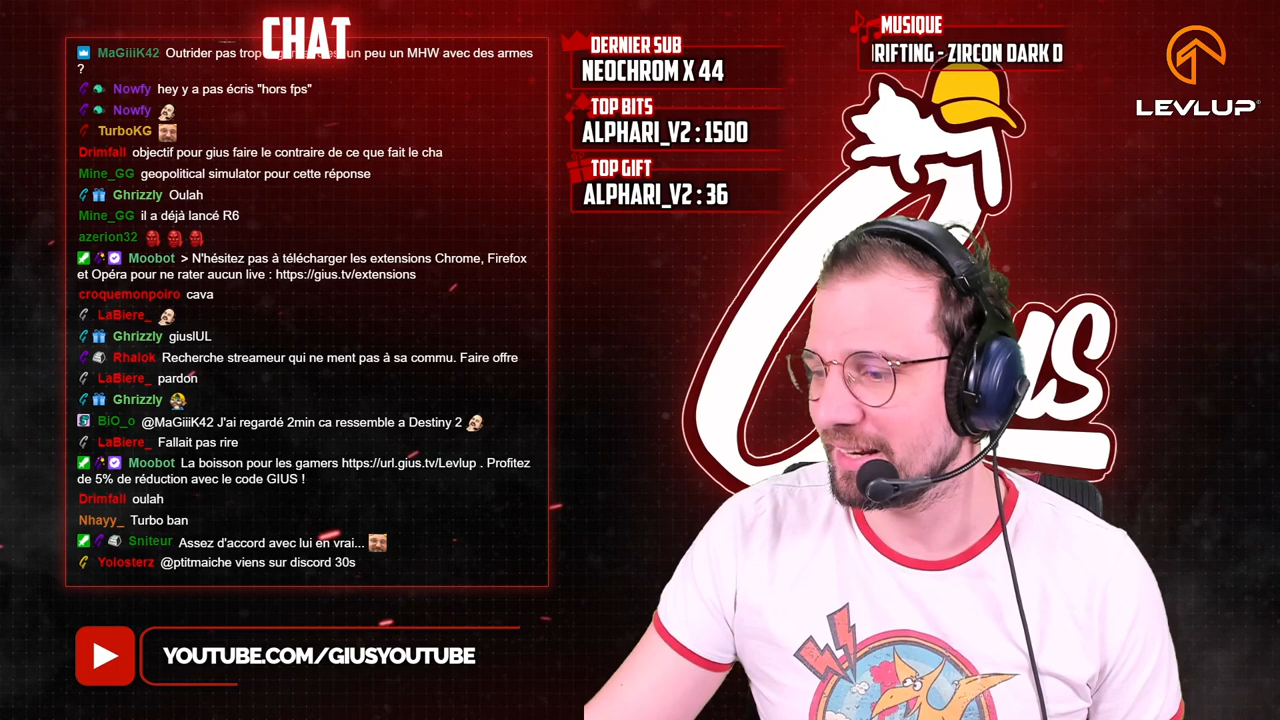 CHAT
MaGiiiK42 Outrider pas trop un peu un MHW avec des armes
?
Nowfy hey y a pas écris "hors fps"
Nowfy
TurboKG
Drimfall objectif pour gius faire le contraire de ce que fait le cha
Mine_GG geopolitical simulator pour cette réponse
Ghrizzly Oulah
Mine_GG il a déjà lancé R6
azerion32
Moobot > N'hésitez pas à télécharger les extensions Chrome, Firefox
et Opéra pour ne rater aucun live : https://gius.tv/extensions
croquemonpoiro cava
LaBiere_
Ghrizzly giusIUL
Rhalok Recherche streameur qui ne ment pas à sa commu. Faire offre
LaBiere_ pardon
Ghrizzly
BiO_o @MaGiiiK42 J'ai regardé 2min ca ressemble a Destiny 2
LaBiere_ Fallait pas rire
Moobot La boisson pour les gamers https://url.gius.tv/Levlup . Profitez
de 5% de réduction avec le code GIUS !
Drimfall oulah
Nhayy_ Turbo ban
Sniteur Assez d'accord avec lui en vrai...
Yolosterz @ptitmaiche viens sur discord 30s
YOUTUBE.COM/GIUSYOUTUBE
DERNIER SUB
NEOCHROM X 44
TOP BITS
ALPHARI_V2 : 1500
TOP GIFT
ALPHARI_V2 : 36
MUSIQUE
RIFTING - ZIRCON DARK D
LEVLUP
Gius